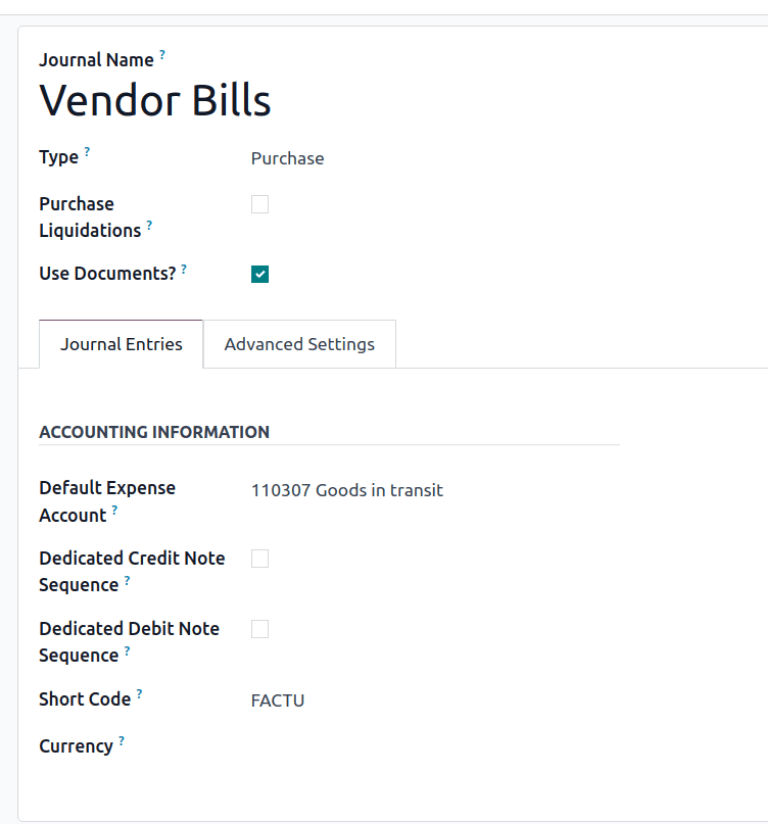 Journal Name ?
Vendor Bills
Type ? Purchase
Purchase
Liquidations ?
Use Documents? ?
Journal Entries Advanced Settings
ACCOUNTING INFORMATION
Default Expense
Account ? 110307 Goods in transit
Dedicated Credit Note
Sequence ?
Dedicated Debit Note
Sequence ?
Short Code ? FACTU
Currency ?